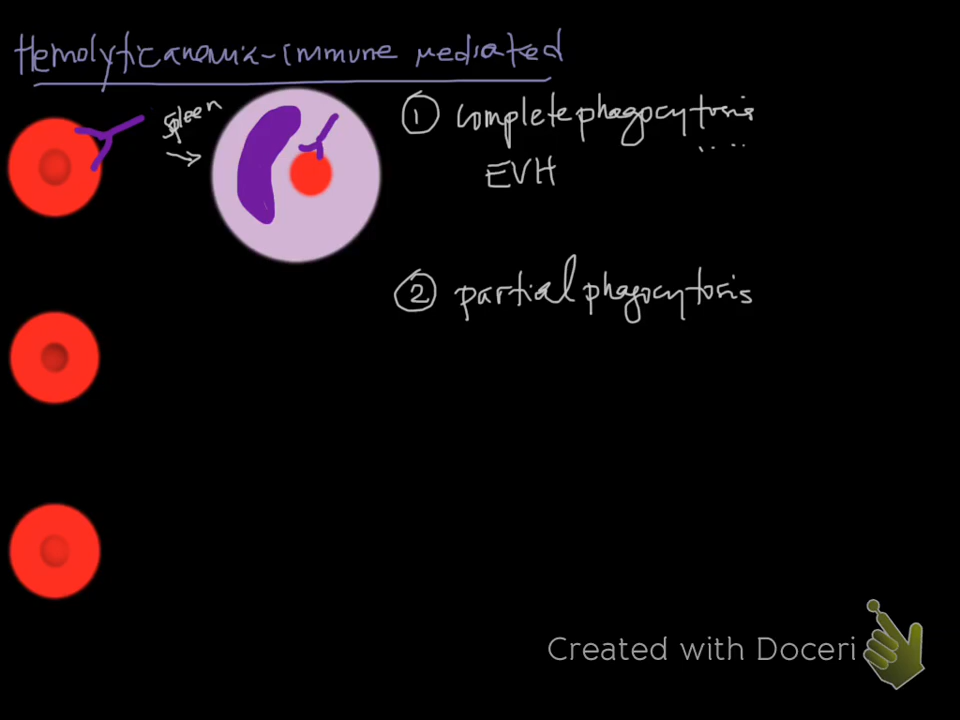 Hemolytic anemia-immune mediated
spleen
① complete phagocytosis
EVH
② partial phagocytosis
Created with Doceri